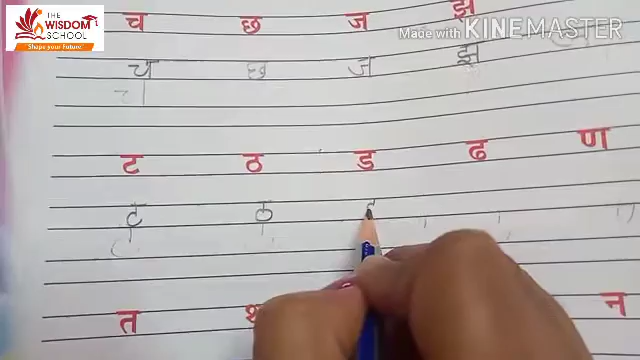 THE
WISDOM
SCHOOL
"Shape your Future"
Made with KINEMASTER
च छ ज झ
च छ ज झ
ट ठ ड ढ ण
ट ठ
त न